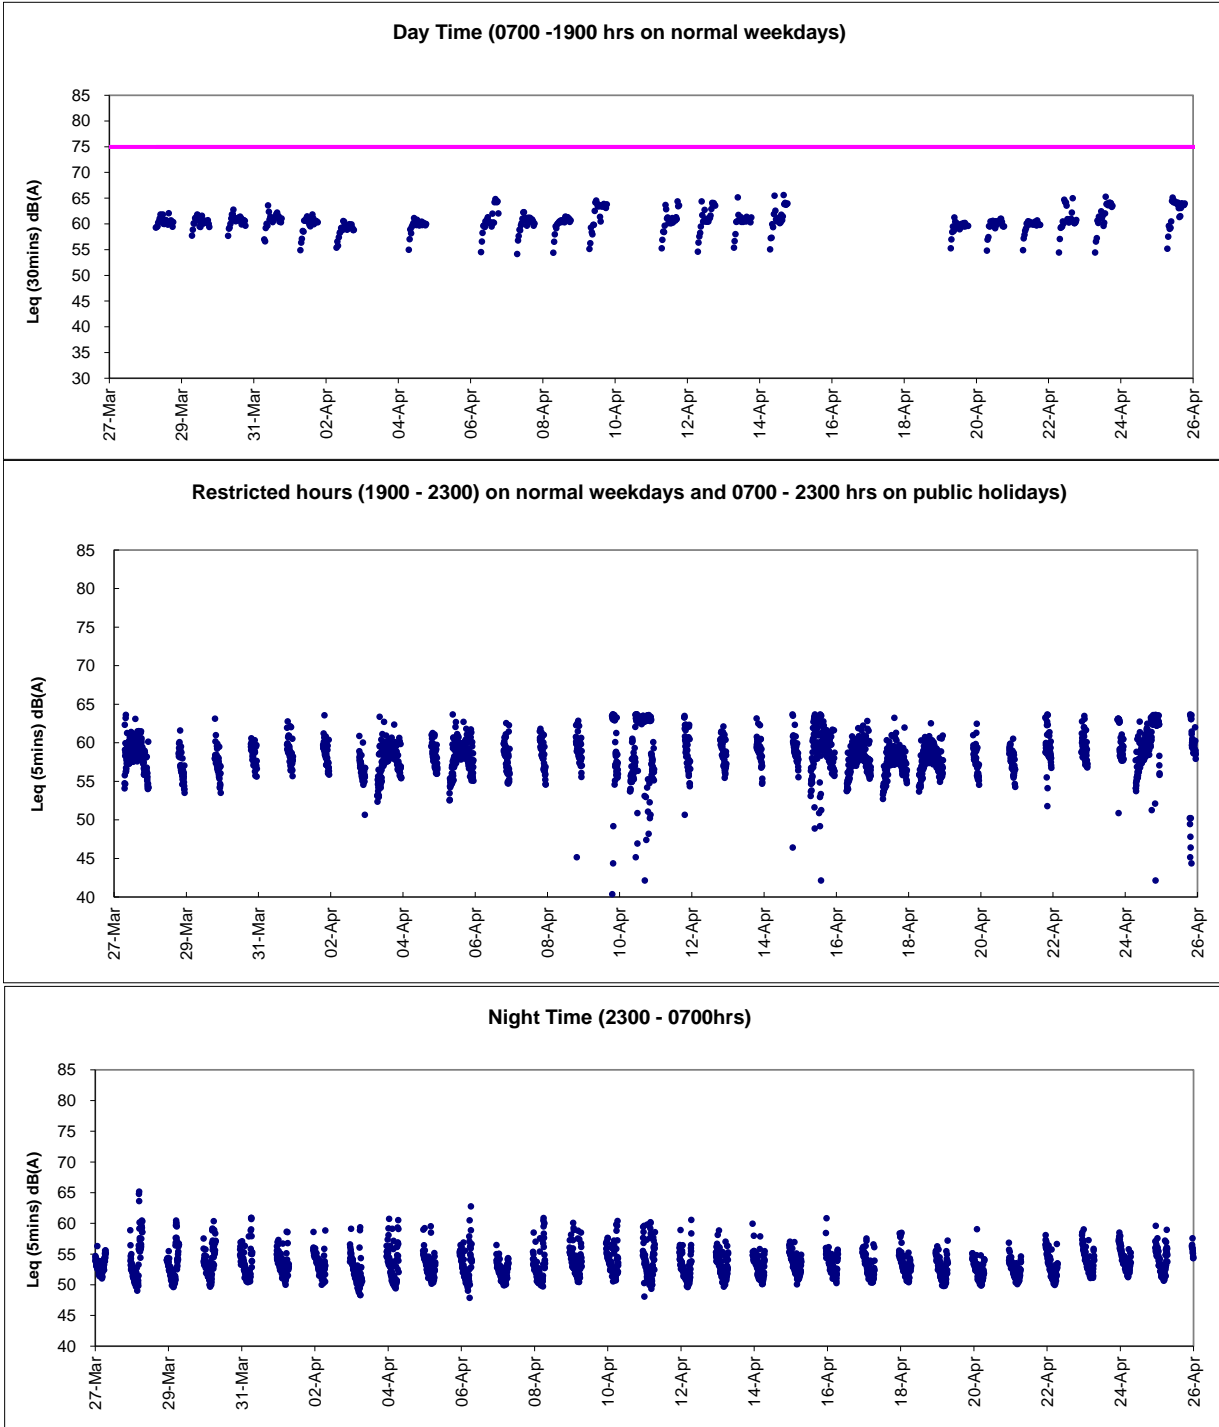 Day Time (0700 -1900 hrs on normal weekdays)
Leq (30mins) dB(A)
85
80
75
70
65
60
55
50
45
40
35
30
27-Mar
29-Mar
31-Mar
02-Apr
04-Apr
06-Apr
08-Apr
10-Apr
12-Apr
14-Apr
16-Apr
18-Apr
20-Apr
22-Apr
24-Apr
26-Apr
Restricted hours (1900 - 2300) on normal weekdays and 0700 - 2300 hrs on public holidays)
Leq (5mins) dB(A)
85
80
75
70
65
60
55
50
45
40
27-Mar
29-Mar
31-Mar
02-Apr
04-Apr
06-Apr
08-Apr
10-Apr
12-Apr
14-Apr
16-Apr
18-Apr
20-Apr
22-Apr
24-Apr
26-Apr
Night Time (2300 - 0700hrs)
Leq (5mins) dB(A)
85
80
75
70
65
60
55
50
45
40
27-Mar
29-Mar
31-Mar
02-Apr
04-Apr
06-Apr
08-Apr
10-Apr
12-Apr
14-Apr
16-Apr
18-Apr
20-Apr
22-Apr
24-Apr
26-Apr